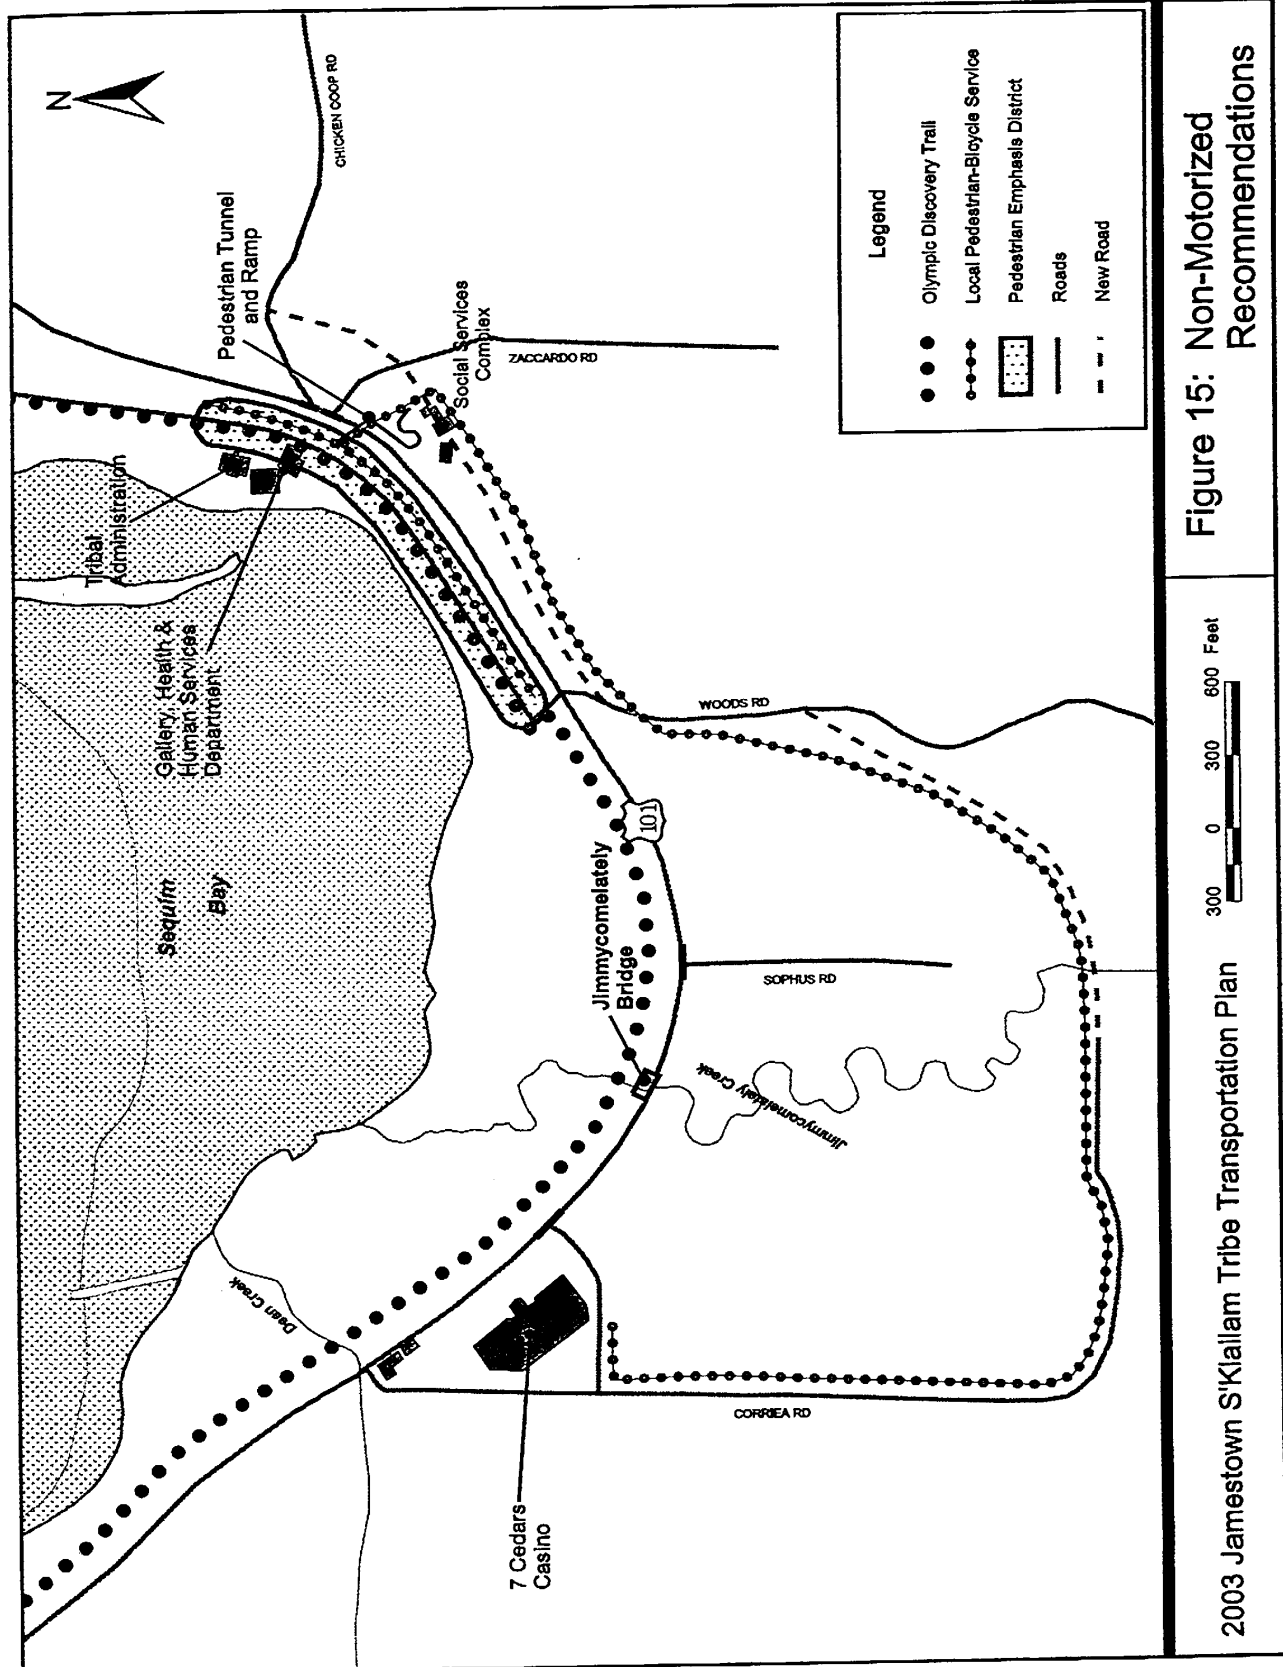 N
CHICKEN COOP RD
Pedestrian Tunnel
and Ramp
Social Services
Complex
ZACCARDO RD
Tribal
Administration
Gallery, Health &
Human Services
Department
Sequim
Bay
WOODS RD
101
Jimmycomelately
Bridge
SOPHUS RD
Jimmycomelately Creek
Dean Creek
CORRIEA RD
7 Cedars
Casino
Legend
Olympic Discovery Trail
Local Pedestrian-Bicycle Service
Pedestrian Emphasis District
Roads
New Road
2003 Jamestown S'Klallam Tribe Transportation Plan
300 0 300 600 Feet
Figure 15: Non-Motorized
Recommendations